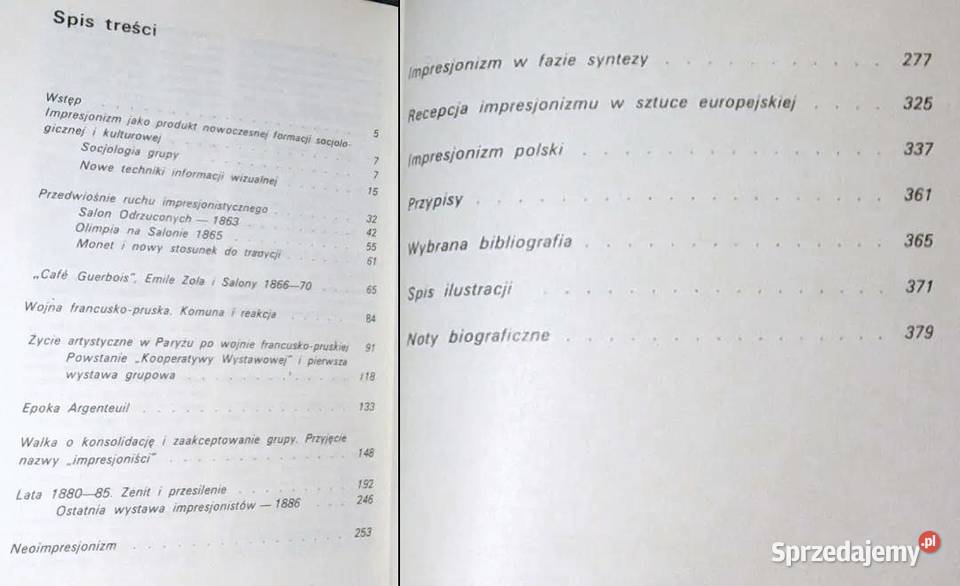 Spis treści
Wstęp . . . . . . . . . . 5
Impresjonizm jako produkt nowoczesnej formacji socjolo-
gicznej i kulturowej . . . . . . . 7
Socjologia grupy . . . . . . . 7
Nowe techniki informacji wizualnej . . . . 15
Przedwiośnie ruchu impresjonistycznego . . . . 32
Salon Odrzuconych — 1863 . . . . . 42
Olimpia na Salonie 1865 . . . . . 55
Monet i nowy stosunek do tradycji . . . . 61
„Café Guerbois", Emile Zola i Salony 1866—70 . . . 65
Wojna francusko-pruska. Komuna i reakcja . . . . 84
Życie artystyczne w Paryżu po wojnie francusko-pruskiej 91
Powstanie „Kooperatywy Wystawowej" i pierwsza
wystawa grupowa . . . . . . . 118
Epoka Argenteuil . . . . . . . . 133
Walka o konsolidację i zaakceptowanie grupy. Przyjęcie
nazwy „impresjoniści" . . . . . . . 148
Lata 1880—85. Zenit i przesilenie . . . . . 192
Ostatnia wystawa impresjonistów — 1886 . . . 246
Neoimpresjonizm . . . . . . . . 253
Impresjonizm w fazie syntezy . . . . . . . 277
Recepcja impresjonizmu w sztuce europejskiej . . . . 325
Impresjonizm polski . . . . . . . . . 337
Przypisy . . . . . . . . . . . 361
Wybrana bibliografia . . . . . . . . . 365
Spis ilustracji . . . . . . . . . . 371
Noty biograficzne . . . . . . . . . 379
Sprzedajemy.pl